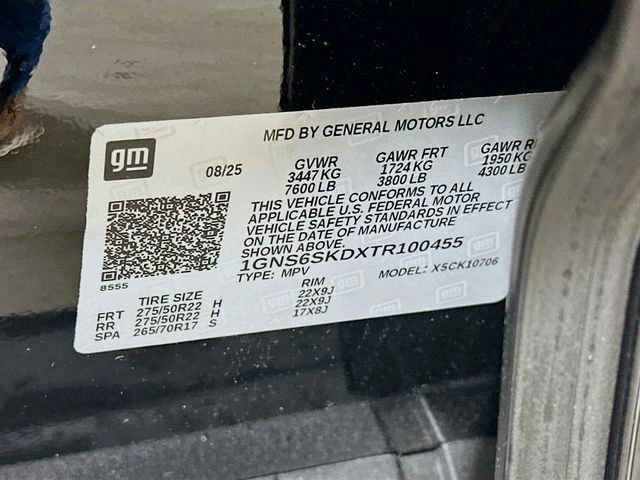 MFD BY GENERAL MOTORS LLC
gm
08/25
GVWR GAWR FRT GAWR
3447 KG 1724 KG 1950 KG
7600 LB 3800 LB 4300 LB
THIS VEHICLE CONFORMS TO ALL
APPLICABLE U.S. FEDERAL MOTOR
VEHICLE SAFETY STANDARDS IN EFFECT
ON THE DATE OF MANUFACTURE
SHOWN ABOVE.
1GNS6SKDXTR100455
TYPE: MPV MODEL: X5CK10706
8555
TIRE SIZE RIM
FRT 275/50R22 H 22X9J
RR 275/50R22 H 22X9J
SPA 265/70R17 S 17X8J